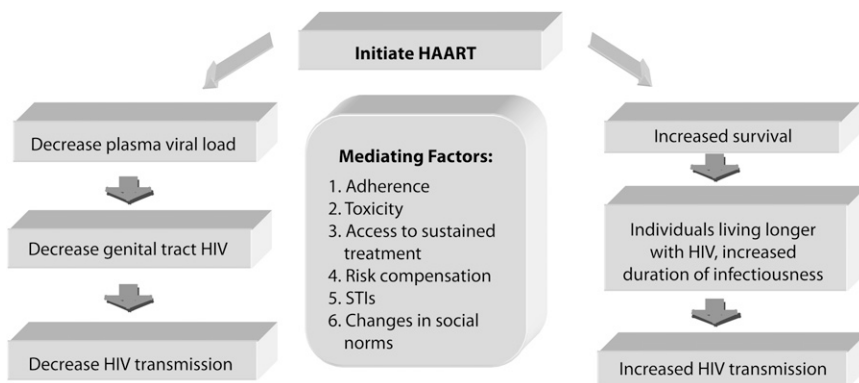 Initiate HAART
Decrease plasma viral load
Decrease genital tract HIV
Decrease HIV transmission
Mediating Factors:
1. Adherence
2. Toxicity
3. Access to sustained
treatment
4. Risk compensation
5. STIs
6. Changes in social
norms
Increased survival
Individuals living longer
with HIV, increased
duration of infectiousness
Increased HIV transmission